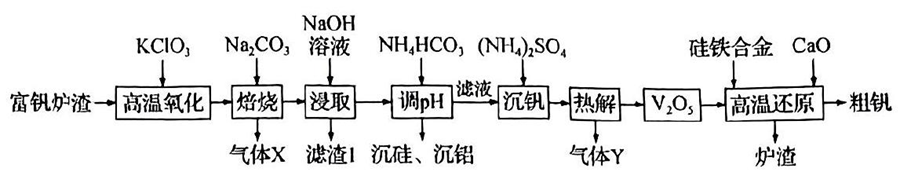 NaOH
KClO₃ Na₂CO₃ 溶液 NH₄HCO₃ (NH₄)₂SO₄ 硅铁合金 CaO
富钒炉渣 高温氧化 焙烧 浸取 调pH 滤液 沉钒 热解 V₂O₅ 高温还原 粗钒
气体X 滤渣1 沉硅、沉铝 气体Y 炉渣